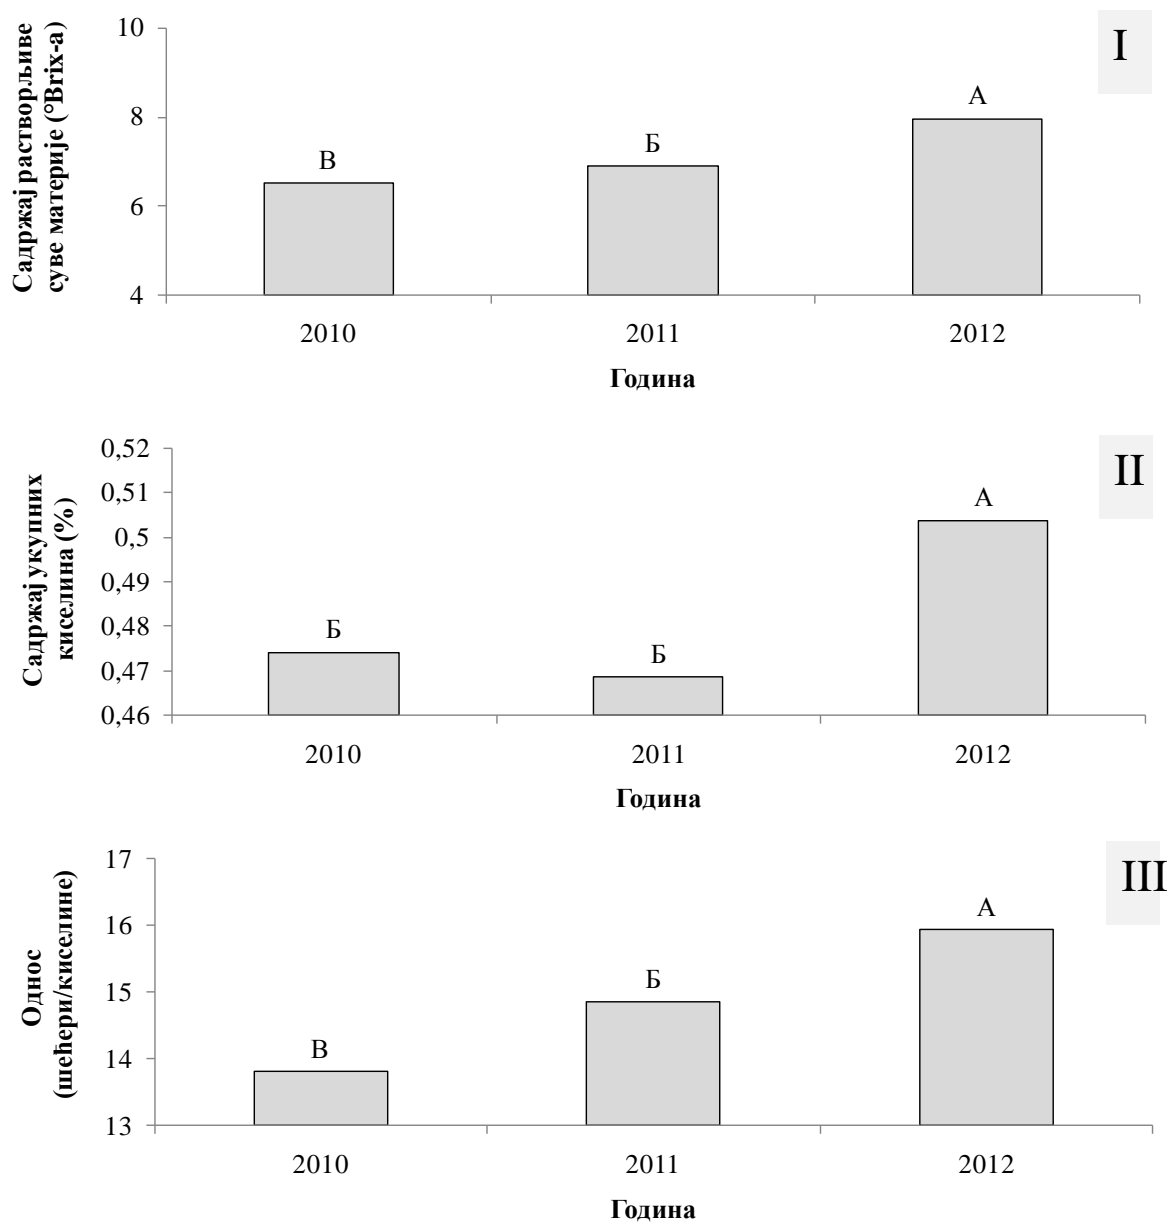 I
Садржај растворљиве
суве материје (°Brix-а)
10
8
6
4
В
Б
А
2010
2011
2012
Година
II
Садржај укупних
киселина (%)
0,52
0,51
0,5
0,49
0,48
0,47
0,46
Б
Б
А
2010
2011
2012
Година
III
Однос
(шећери/киселине)
17
16
15
14
13
В
Б
А
2010
2011
2012
Година